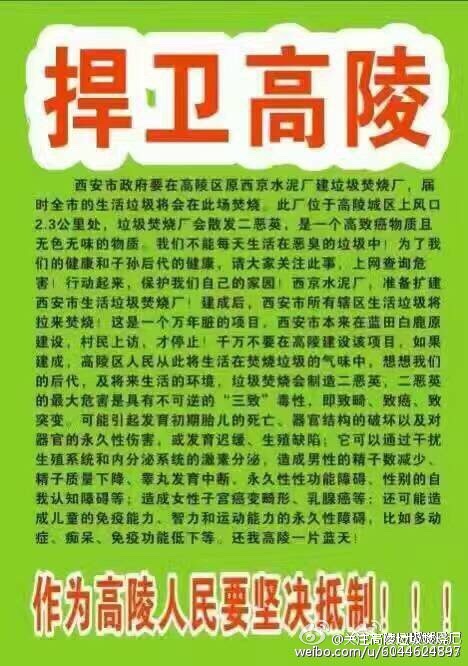 捍卫高陵
西安市政府要在高陵区原西京水泥厂建垃圾焚烧厂，届
时全市的生活垃圾将会在此场焚烧。此厂位于高陵城区上风口
2.3公里处，垃圾焚烧厂会散发二恶英，是一个高致癌物质且
无色无味的物质。我们不能每天生活在恶臭的垃圾中！为了我
们的健康和子孙后代的健康，请大家关注此事，上网查询危
害！行动起来，保护我们自己的家园！西京水泥厂，准备扩建
西安市生活垃圾焚烧厂！建成后，西安市所有辖区生活垃圾将
拉来焚烧！这是一个万年脏的项目，西安市本来在蓝田白鹿原
建设，村民上访，才停止！千万不要在高陵建设该项目，如果
建成，高陵区人民从此将生活在焚烧垃圾的气味中，想想我们
的后代，及将来生活的环境，垃圾焚烧会制造二恶英，二恶英
的最大危害是具有不可逆的“三致”毒性，即致畸、致癌、致
突变。可能引起发育初期胎儿的死亡、器官结构的破坏以及对
器官的永久性伤害，或发育迟缓、生殖缺陷；它可以通过干扰
生殖系统和内分泌系统的激素分泌，造成男性的精子数减少、
精子质量下降、睾丸发育中断、永久性性功能障碍、性别的自
我认知障碍等；造成女性子宫癌变畸形、乳腺癌等；还可能造
成儿童的免疫能力、智力和运动能力的永久性障碍，比如多动
症、痴呆、免疫功能低下等。还我高陵一片蓝天！
作为高陵人民要坚决抵制！！！
@关注高陵垃圾焚烧记
weibo.com/u/6044624897